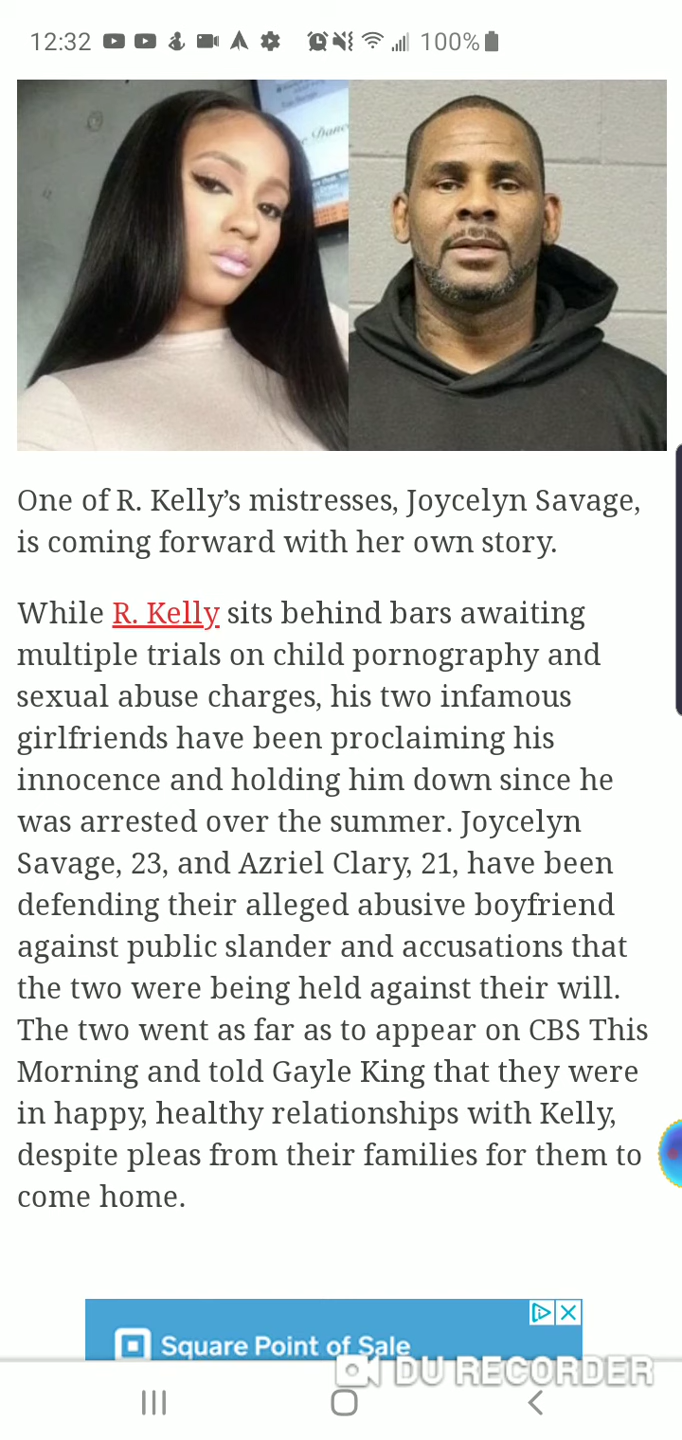 12:32
100%
One of R. Kelly’s mistresses, Joycelyn Savage,
is coming forward with her own story.
While R. Kelly sits behind bars awaiting
multiple trials on child pornography and
sexual abuse charges, his two infamous
girlfriends have been proclaiming his
innocence and holding him down since he
was arrested over the summer. Joycelyn
Savage, 23, and Azriel Clary, 21, have been
defending their alleged abusive boyfriend
against public slander and accusations that
the two were being held against their will.
The two went as far as to appear on CBS This
Morning and told Gayle King that they were
in happy, healthy relationships with Kelly,
despite pleas from their families for them to
come home.
Square Point of Sale
DU RECORDER